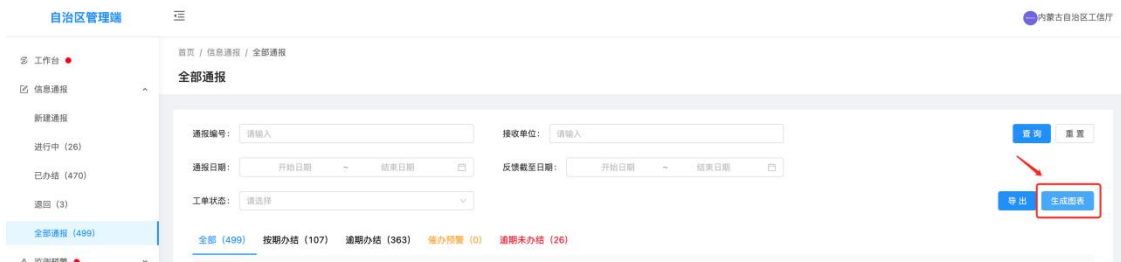 自治区管理端
内蒙古自治区工信厅
工作台
信息通报
新建通报
进行中（26）
已办结（470）
退回（3）
全部通报（499）
首页 / 信息通报 / 全部通报
全部通报
通报编号： 请输入 接收单位： 请输入 查 询 重 置
通报日期： 开始日期 ~ 结束日期 反馈截至日期： 开始日期 ~ 结束日期
工单状态： 请选择 导 出 生成图表
全部（499） 按期办结（107） 逾期办结（363） 催办预警（0） 逾期未办结（26）